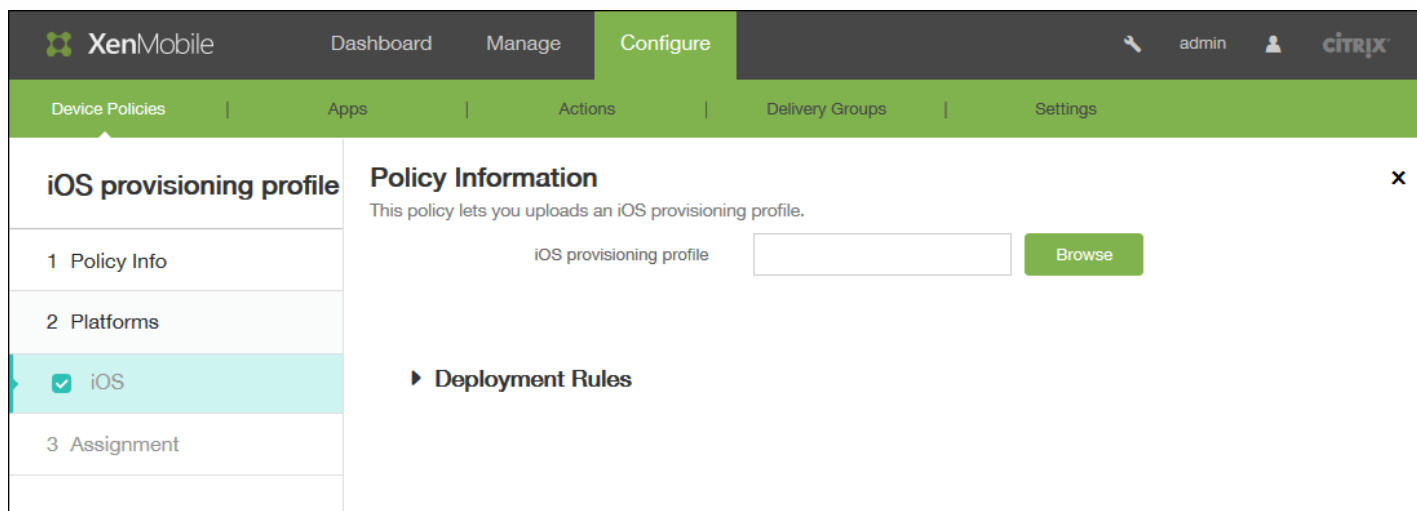 XenMobile Dashboard Manage Configure admin CİTRIX
Device Policies | Apps | Actions | Delivery Groups | Settings
iOS provisioning profile
1 Policy Info
2 Platforms
iOS
3 Assignment
Policy Information
This policy lets you uploads an iOS provisioning profile.
iOS provisioning profile Browse
Deployment Rules